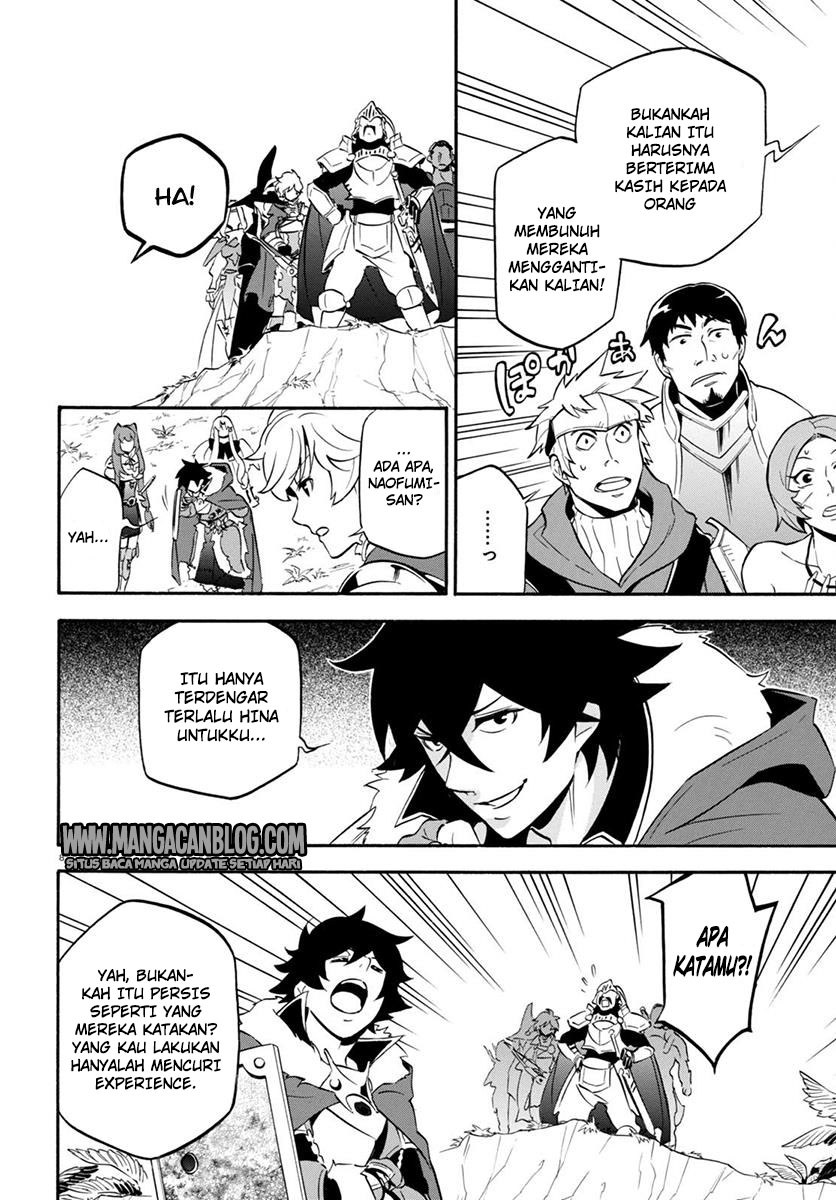 BUKANKAH
KALIAN ITU
HARUSNYA
BERTERIMA
KASIH KEPADA
ORANG
YANG
MEMBUNUH
MEREKA
MENGGANTI-
KAN KALIAN!
ぽかあん
……っ
HA!
...
ADA APA,
NAOFUMI-
SAN?
YAH...
ITU HANYA
TERDENGAR
TERLALU HINA
UNTUKKU...
WWW.MANGACANBLOG.COM
SITUS BACA MANGA UPDATE SETIAP HARI
8
APA
KATAMU?!
YAH, BUKAN-
KAH ITU PERSIS
SEPERTI YANG
MEREKA KATAKAN?
YANG KAU LAKUKAN
HANYALAH MENCURI
EXPERIENCE.